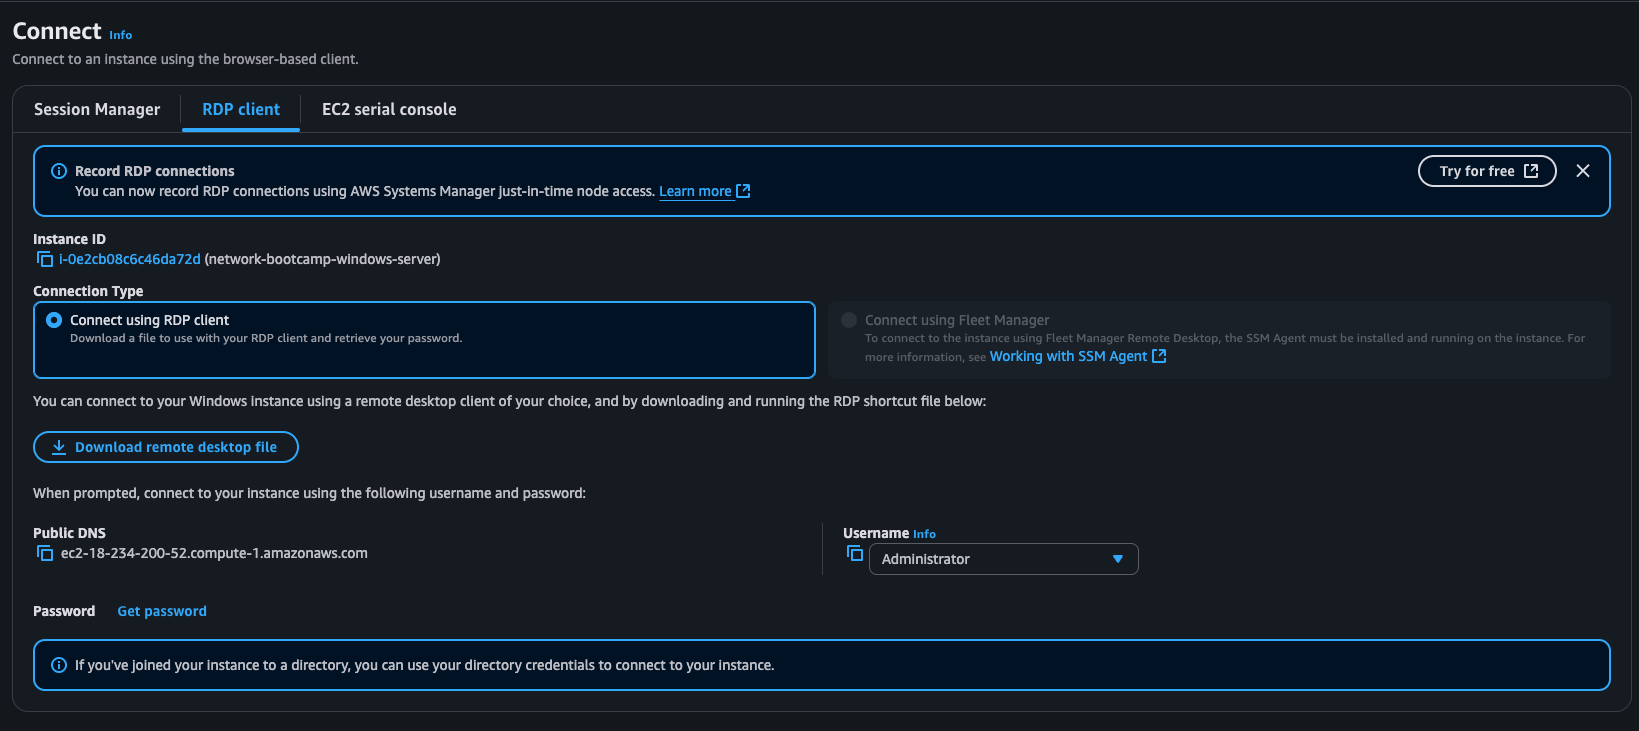 Connect Info
Connect to an instance using the browser-based client.
Session Manager
RDP client
EC2 serial console
Record RDP connections
You can now record RDP connections using AWS Systems Manager just-in-time node access. Learn more
Try for free
Instance ID
i-0e2cb08c6c46da72d (network-bootcamp-windows-server)
Connection Type
Connect using RDP client
Download a file to use with your RDP client and retrieve your password.
Connect using Fleet Manager
To connect to the instance using Fleet Manager Remote Desktop, the SSM Agent must be installed and running on the instance. For
more information, see Working with SSM Agent
You can connect to your Windows instance using a remote desktop client of your choice, and by downloading and running the RDP shortcut file below:
Download remote desktop file
When prompted, connect to your instance using the following username and password:
Public DNS
ec2-18-234-200-52.compute-1.amazonaws.com
Username Info
Administrator
Password Get password
If you've joined your instance to a directory, you can use your directory credentials to connect to your instance.